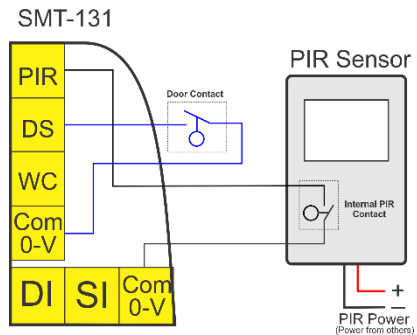 SMT-131
PIR Sensor
PIR
Door Contact
DS
WC
Com
0-V
Internal PIR
Contact
DI
SI
Com
0-V
+
–
PIR Power
(Power from others)